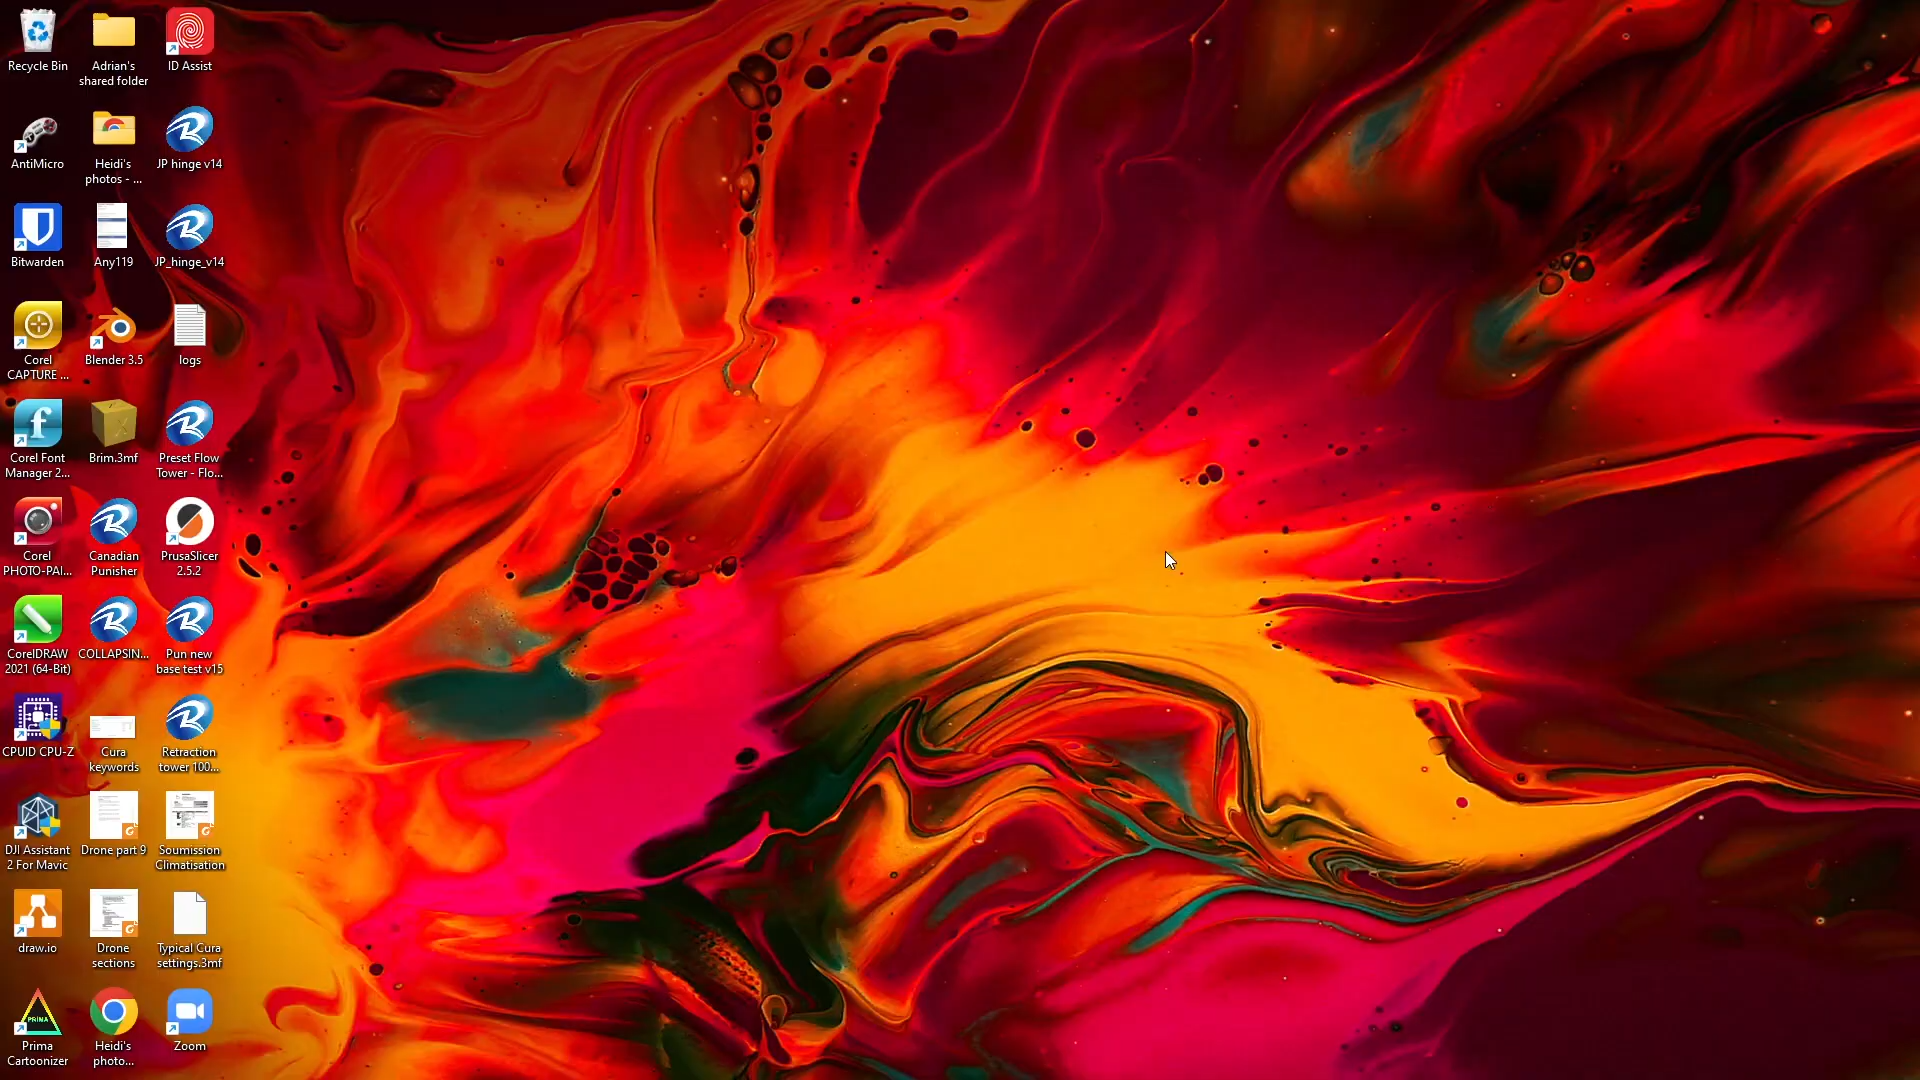 Recycle Bin
Adrian's
shared folder
ID Assist
AntiMicro
Heidi's
photos - ...
JP hinge v14
Bitwarden
Any119
JP_hinge_v14
Corel
CAPTURE ...
Blender 3.5
logs
Corel Font
Manager 2...
Brim.3mf
Preset Flow
Tower - Flo...
Corel
PHOTO-PAI...
Canadian
Punisher
PrusaSlicer
2.5.2
CorelDRAW
2021 (64-Bit)
COLLAPSIN...
Pun new
base test v15
CPUID CPU-Z
Cura
keywords
Retraction
tower 100...
DJI Assistant
2 For Mavic
Drone part 9
Soumission
Climatisation
draw.io
Drone
sections
Typical Cura
settings.3mf
PRIMA
Prima
Cartoonizer
Heidi's
photo...
Zoom